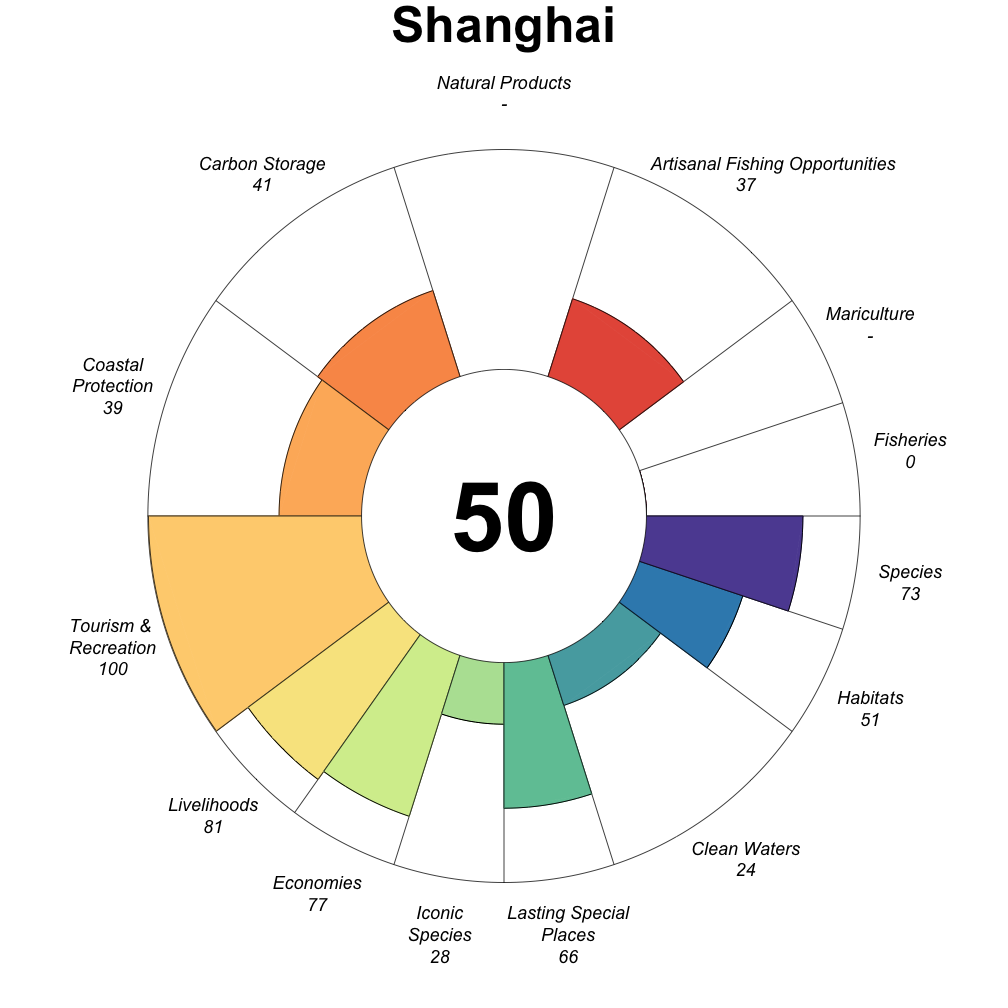 Shanghai
Natural Products
-
Carbon Storage
41
Artisanal Fishing Opportunities
37
Mariculture
-
Coastal
Protection
39
Fisheries
0
50
Species
73
Tourism &
Recreation
100
Habitats
51
Livelihoods
81
Clean Waters
24
Economies
77
Iconic
Species
28
Lasting Special
Places
66